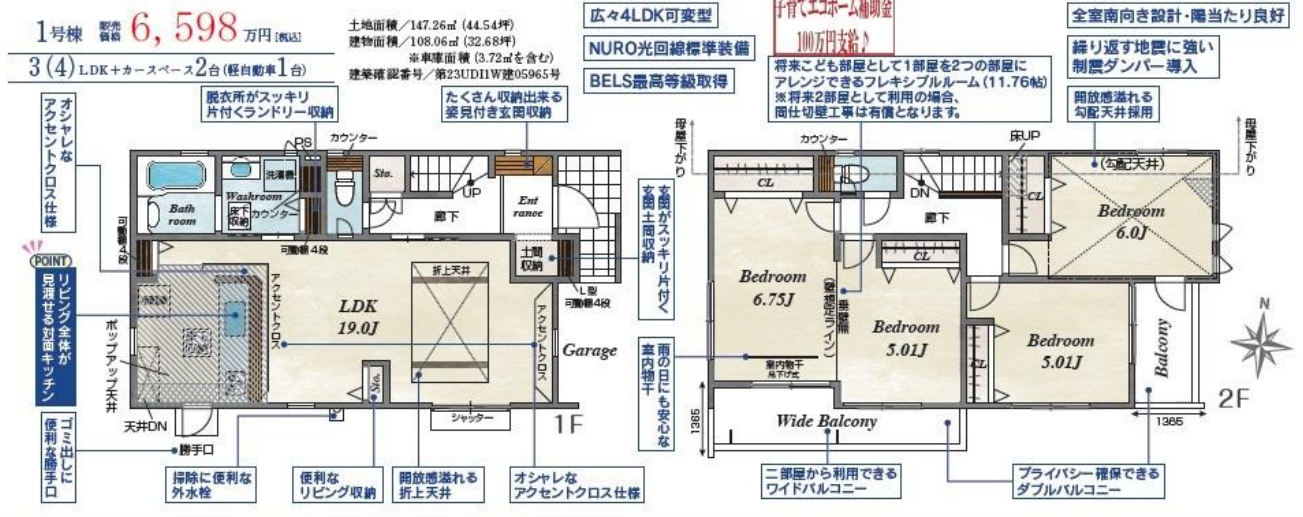 1号棟 販売価格 6,598万円 [税込]
3(4)LDK+カースペース2台(軽自動車1台)
土地面積/147.26㎡ (44.54坪)
建物面積/108.06㎡ (32.68坪)
※車庫面積 (3.72㎡を含む)
建築確認番号/第23UDI1W建05965号
広々4LDK可変型
NURO光回線標準装備
BELS最高等級取得
子育てエコホーム補助金
100万円支給♪
全室南向き設計・陽当たり良好
繰り返す地震に強い
制震ダンパー導入
将来こども部屋として1部屋を2つの部屋に
アレンジできるフレキシブルルーム(11.76帖)
※将来2部屋として利用の場合、
間仕切壁工事は有償となります。
開放感溢れる
勾配天井採用
オシャレな
アクセントクロス仕様
脱衣所がスッキリ
片付くランドリー収納
たくさん収納出来る
姿見付き玄関収納
カウンター
PS
洗濯機
Washroom
床下収納
カウンター
Bath room
可動棚4段
可動棚4段
Sto.
UP
廊下
Ent rance
土間収納
L型
可動棚4段
玄関がスッキリ片付く
玄関土間収納
POINT
リビング全体が
見渡せる対面キッチン
ポップアップ天井
天井DN
アクセントクロス
LDK
19.0J
折上天井
アクセントクロス
Garage
Sto.
シャッター
1F
勝手口
ゴミ出しに
便利な勝手口
掃除に便利な
外水栓
便利な
リビング収納
開放感溢れる
折上天井
オシャレな
アクセントクロス仕様
雨の日にも安心な
室内物干
母屋下がり
カウンター
床UP
母屋下がり
CL
DN
廊下
CL
(勾配天井)
Bedroom
6.0J
CL
Bedroom
6.75J
垂壁無
Bedroom
5.01J
CL
Bedroom
5.01J
室内物干
吊下げ式
Balcony
Wide Balcony
1365
1365
2F
N
二部屋から利用できる
ワイドバルコニー
プライバシー確保できる
ダブルバルコニー